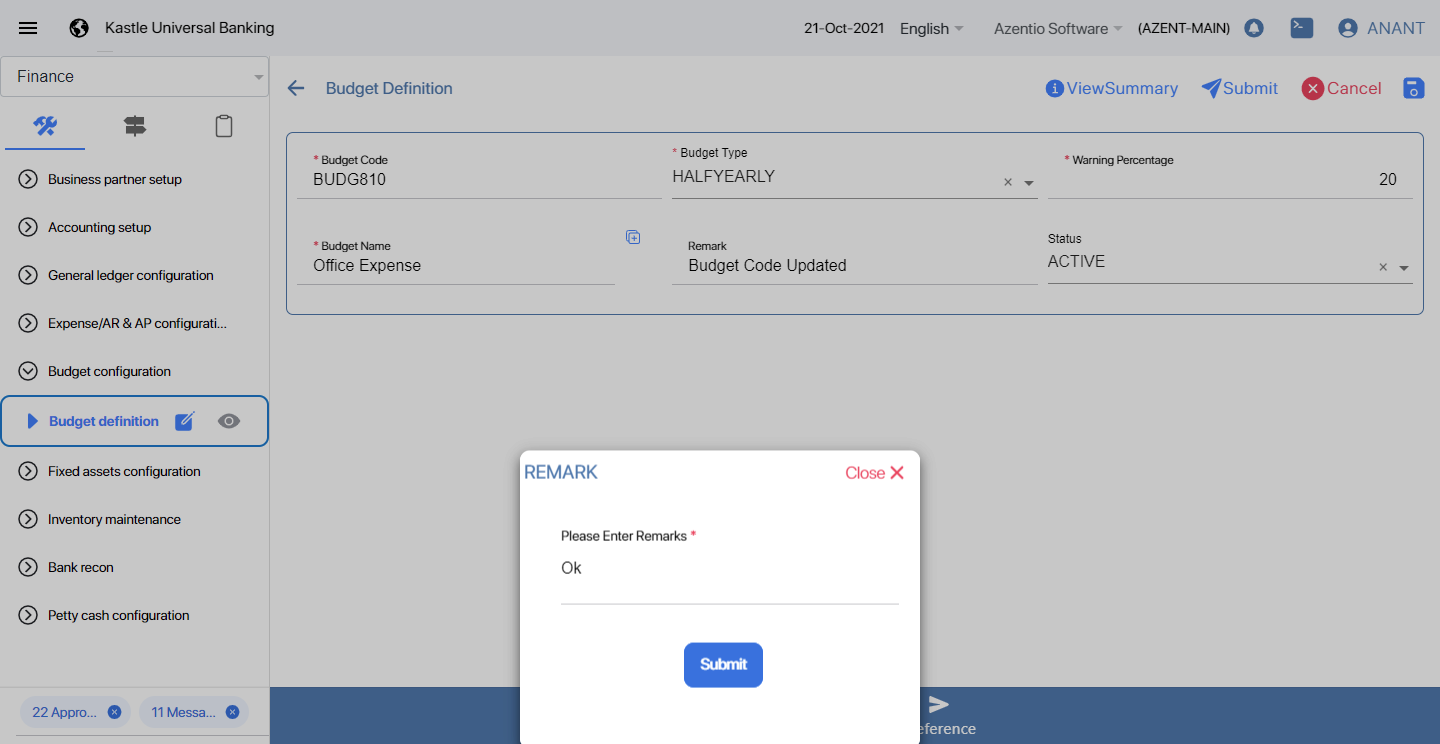 Kastle Universal Banking
21-Oct-2021 English Azentio Software (AZENT-MAIN) ANANT
Finance
Business partner setup
Accounting setup
General ledger configuration
Expense/AR & AP configurati...
Budget configuration
Budget definition
Fixed assets configuration
Inventory maintenance
Bank recon
Petty cash configuration
22 Appro...
11 Messa...
Budget Definition
ViewSummary Submit Cancel
* Budget Code
BUDG810
* Budget Type
HALFYEARLY
* Warning Percentage
20
* Budget Name
Office Expense
Remark
Budget Code Updated
Status
ACTIVE
REMARK
Close
Please Enter Remarks *
Ok
Submit
eference